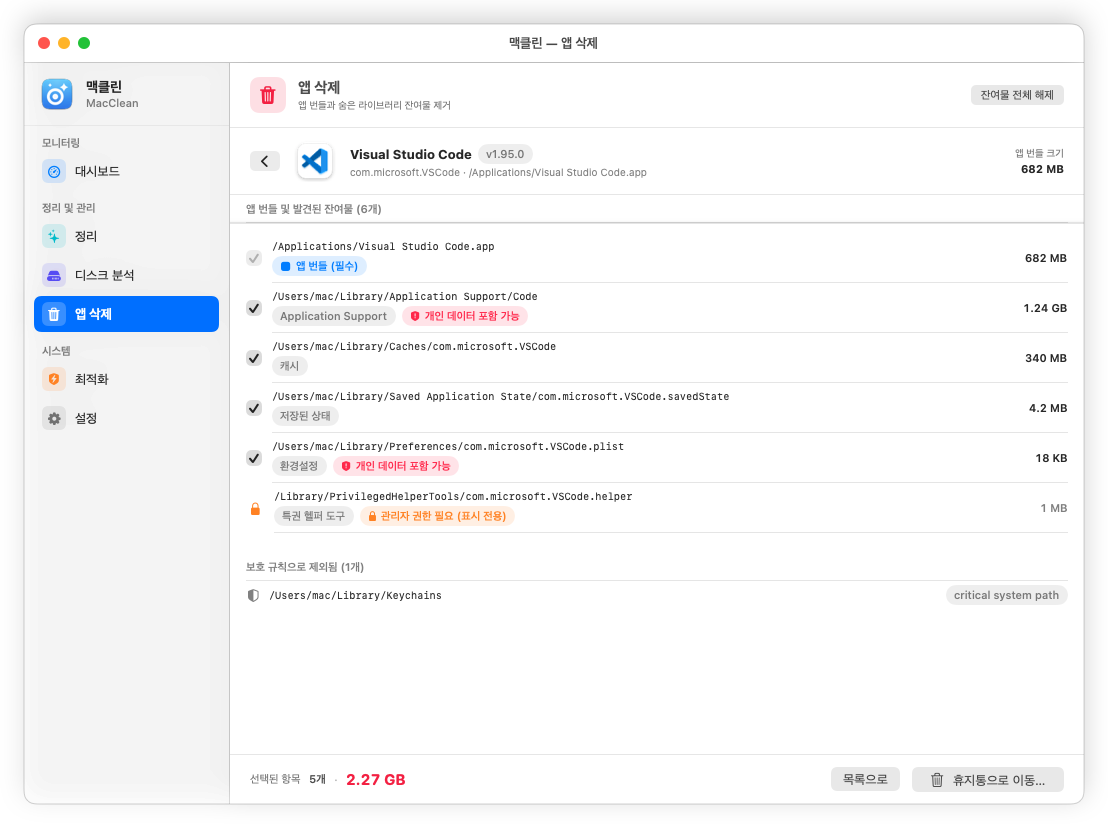 맥클린 — 앱 삭제
맥클린
MacClean
모니터링
대시보드
정리 및 관리
정리
디스크 분석
앱 삭제
시스템
최적화
설정
앱 삭제
앱 번들과 숨은 라이브러리 잔여물 제거
잔여물 전체 해제
Visual Studio Code v1.95.0
com.microsoft.VSCode · /Applications/Visual Studio Code.app
앱 번들 크기
682 MB
앱 번들 및 발견된 잔여물 (6개)
/Applications/Visual Studio Code.app
앱 번들 (필수)
682 MB
/Users/mac/Library/Application Support/Code
Application Support 개인 데이터 포함 가능
1.24 GB
/Users/mac/Library/Caches/com.microsoft.VSCode
캐시
340 MB
/Users/mac/Library/Saved Application State/com.microsoft.VSCode.savedState
저장된 상태
4.2 MB
/Users/mac/Library/Preferences/com.microsoft.VSCode.plist
환경설정 개인 데이터 포함 가능
18 KB
/Library/PrivilegedHelperTools/com.microsoft.VSCode.helper
특권 헬퍼 도구 관리자 권한 필요 (표시 전용)
1 MB
보호 규칙으로 제외됨 (1개)
/Users/mac/Library/Keychains critical system path
선택된 항목 5개 · 2.27 GB
목록으로
휴지통으로 이동...